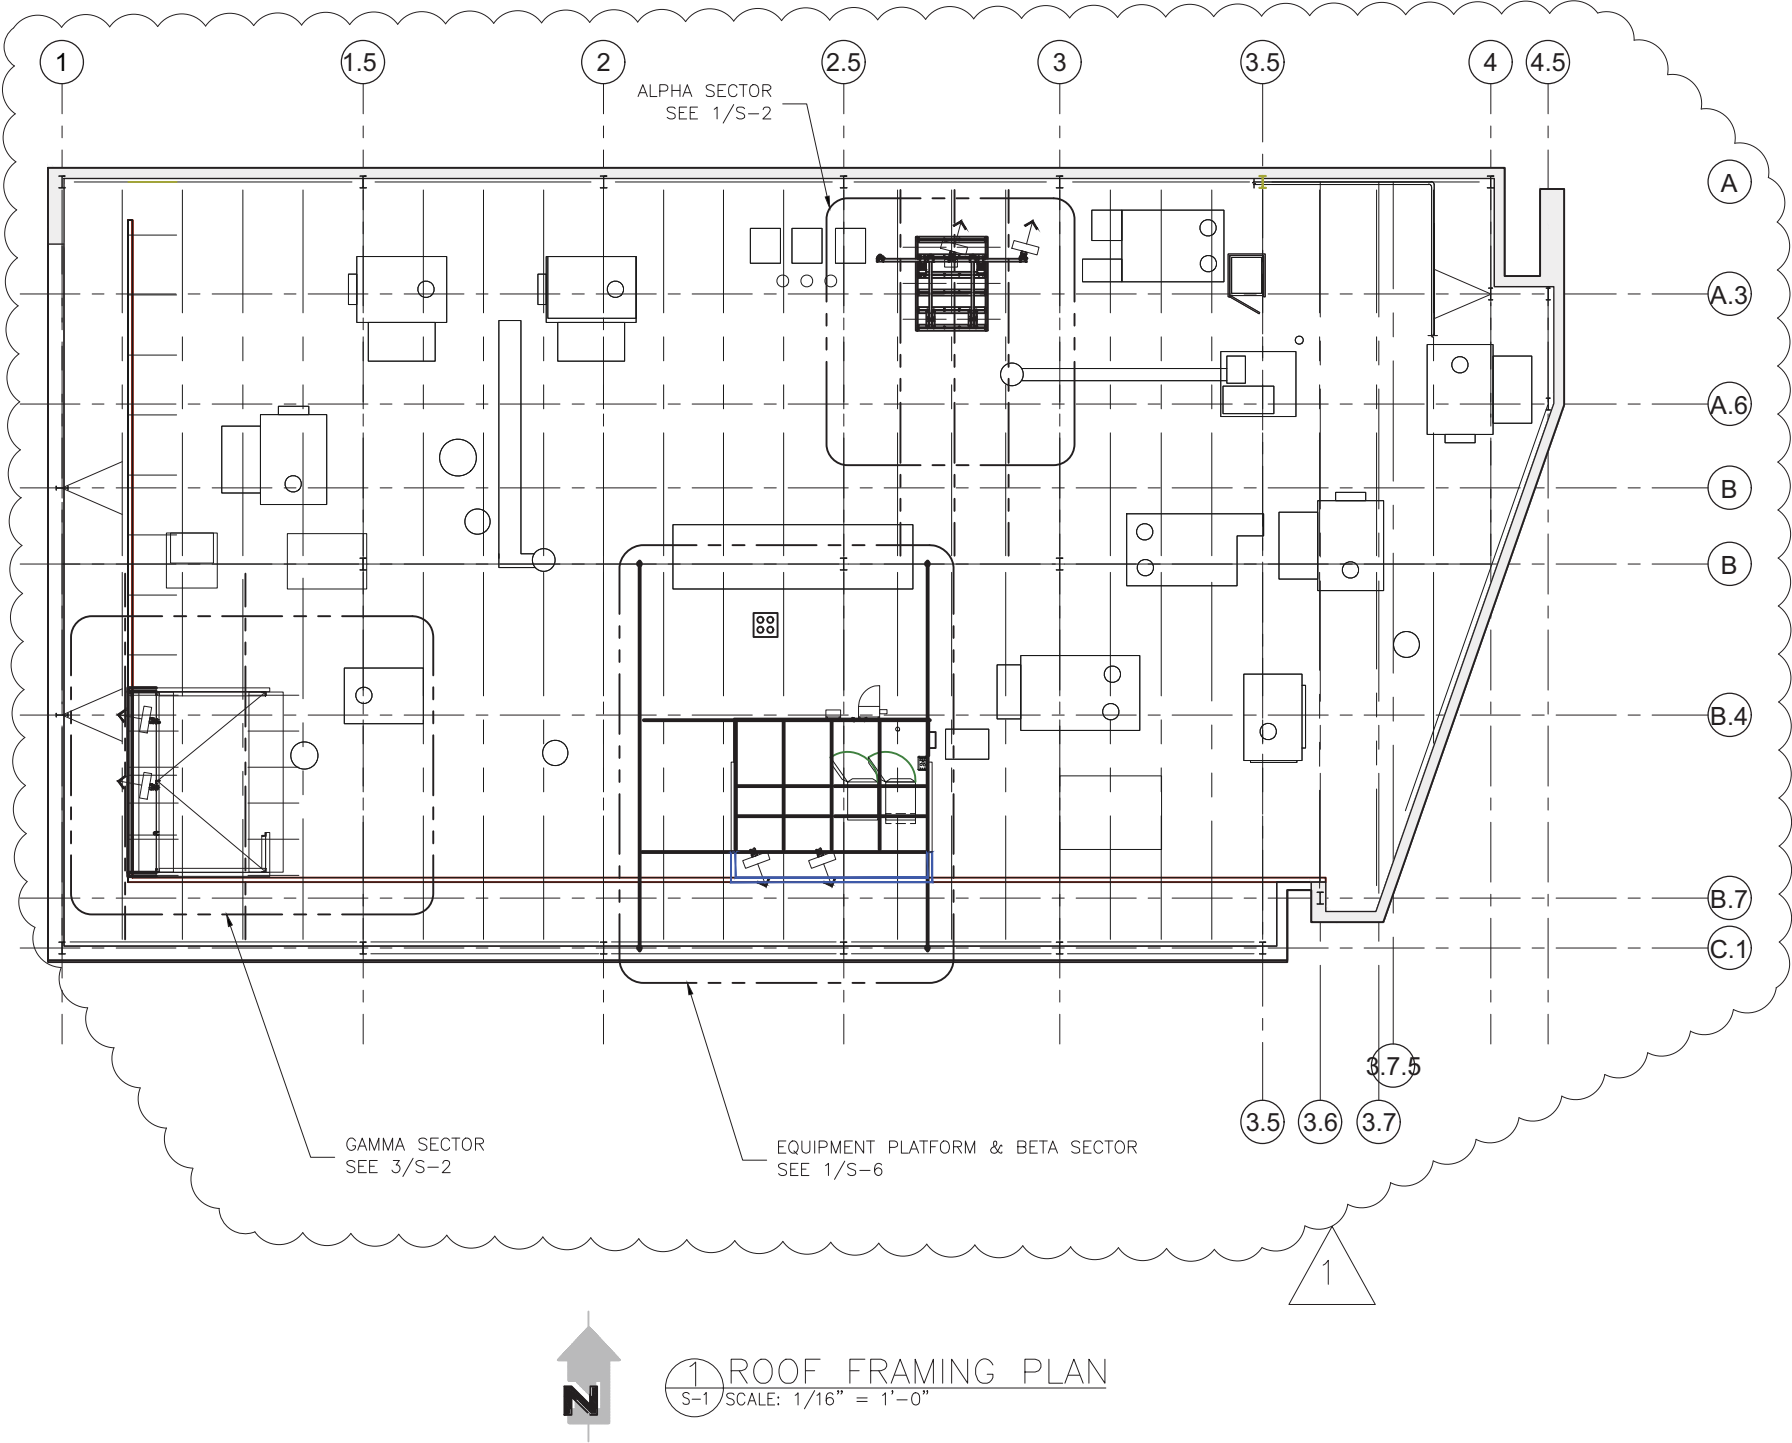 1 1.5 2 2.5 3 3.5 4 4.5
ALPHA SECTOR
SEE 1/S-2
A
A.3
A.6
B
B
B.4
B.7
C.1
3.7.5
3.5 3.6 3.7
GAMMA SECTOR
SEE 3/S-2
EQUIPMENT PLATFORM & BETA SECTOR
SEE 1/S-6
1
N
1 ROOF FRAMING PLAN
S-1 SCALE: 1/16" = 1'-0"